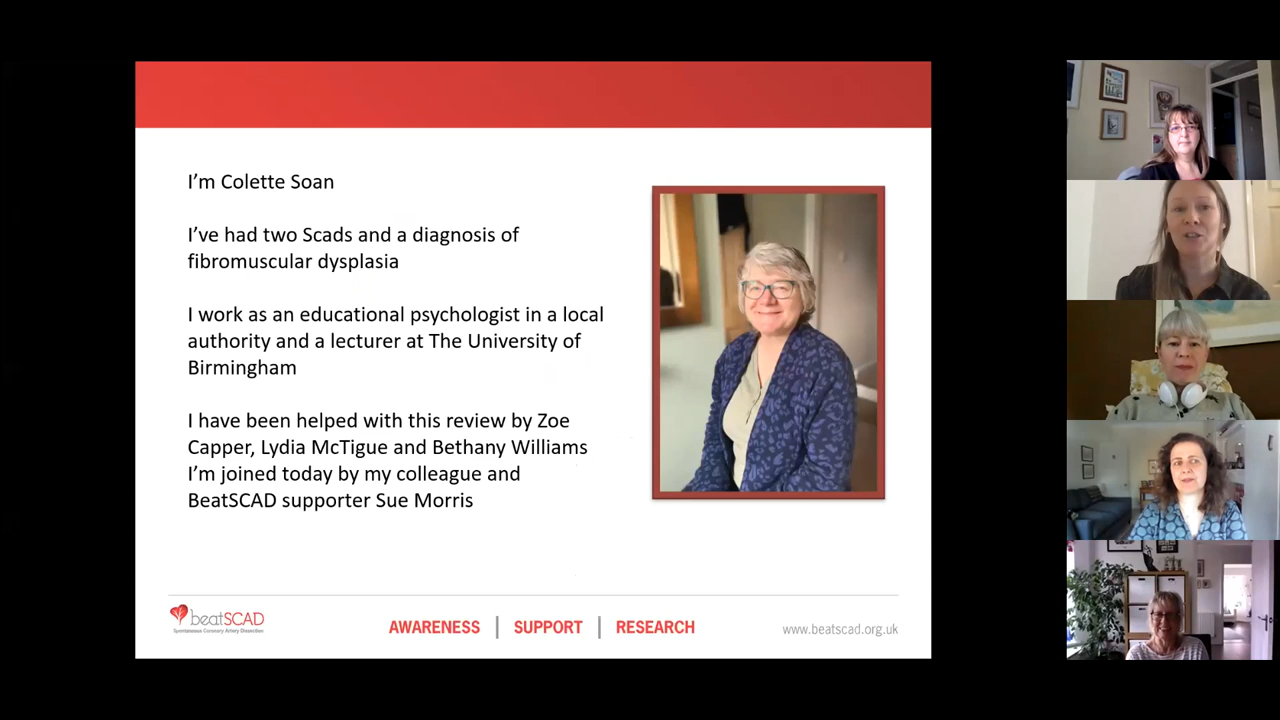 I'm Colette Soan
I've had two Scads and a diagnosis of
fibromuscular dysplasia
I work as an educational psychologist in a local
authority and a lecturer at The University of
Birmingham
I have been helped with this review by Zoe
Capper, Lydia McTigue and Bethany Williams
I'm joined today by my colleague and
BeatSCAD supporter Sue Morris
beatSCAD
Spontaneous Coronary Artery Dissection
AWARENESS | SUPPORT | RESEARCH
www.beatscad.org.uk